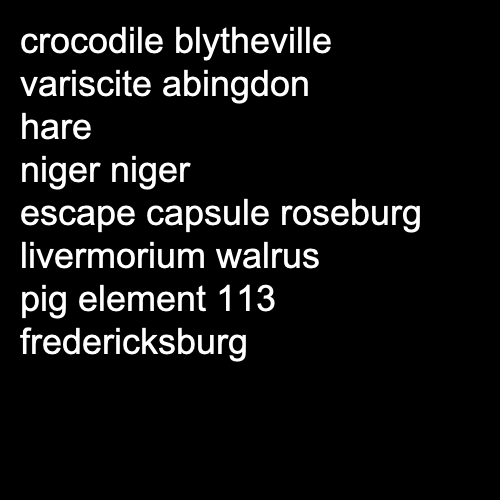 crocodile blytheville
variscite abingdon
hare
niger niger
escape capsule roseburg
livermorium walrus
pig element 113
fredericksburg